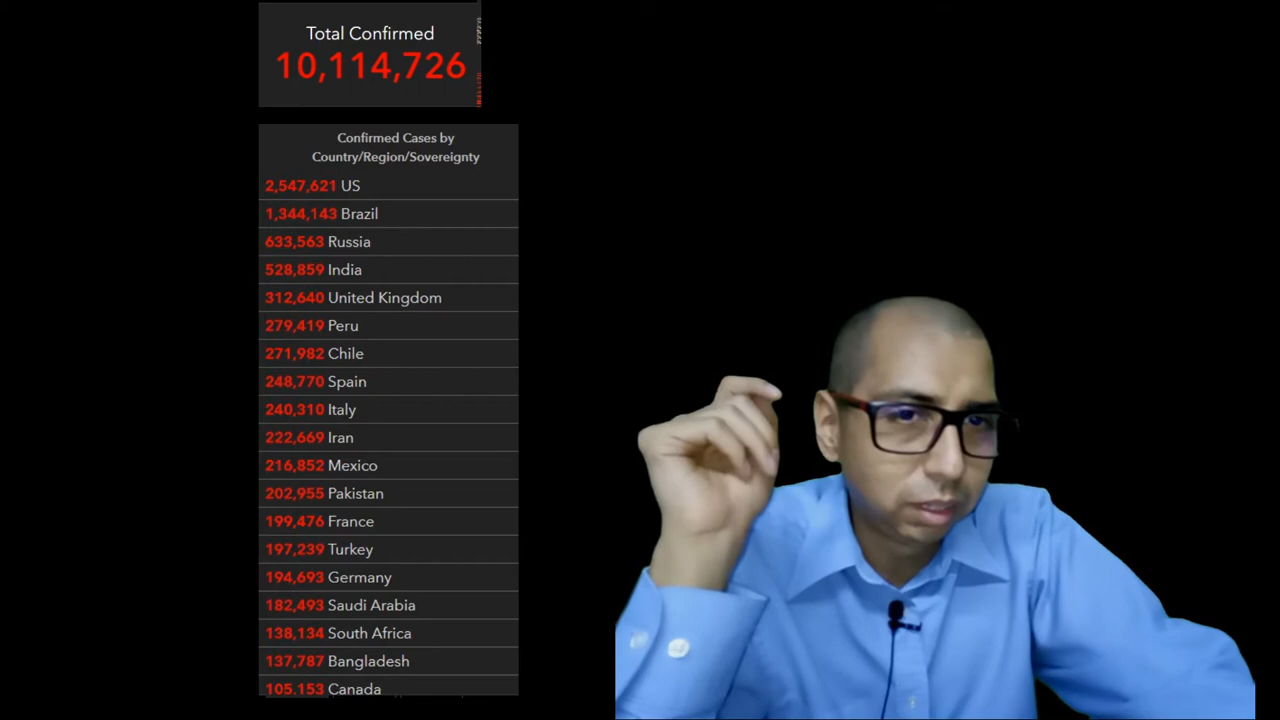 Total Confirmed
10,114,726
Confirmed Cases by
Country/Region/Sovereignty
2,547,621 US
1,344,143 Brazil
633,563 Russia
528,859 India
312,640 United Kingdom
279,419 Peru
271,982 Chile
248,770 Spain
240,310 Italy
222,669 Iran
216,852 Mexico
202,955 Pakistan
199,476 France
197,239 Turkey
194,693 Germany
182,493 Saudi Arabia
138,134 South Africa
137,787 Bangladesh
105,153 Canada